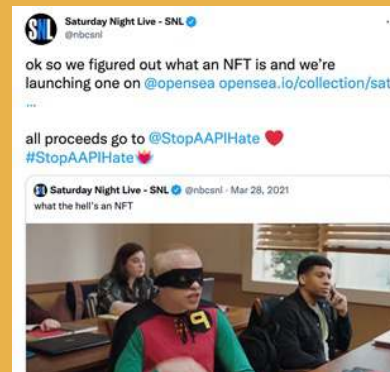 SNL
Saturday Night Live - SNL
@nbcsnl
ok so we figured out what an NFT is and we're
launching one on @opensea opensea.io/collection/sat
...
all proceeds go to @StopAAPIHate ❤️
#StopAAPIHate
Saturday Night Live - SNL @nbcsnl · Mar 28, 2021
what the hell's an NFT